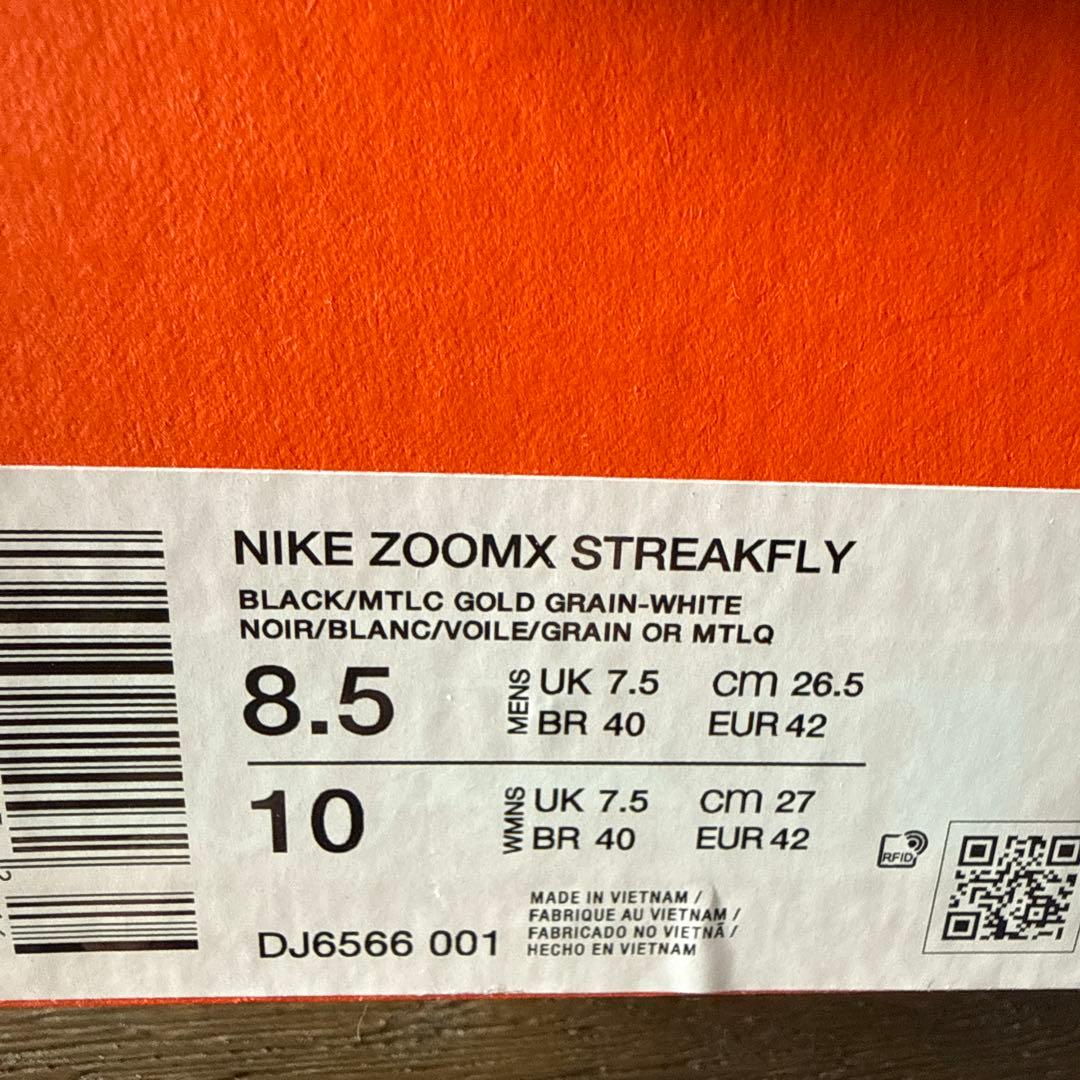 NIKE ZOOMX STREAKFLY
BLACK/MTLC GOLD GRAIN-WHITE
NOIR/BLANC/VOILE/GRAIN OR MTLQ
8.5 MENS UK 7.5 CM 26.5
BR 40 EUR 42
10 WMNS UK 7.5 CM 27
BR 40 EUR 42
RFID
MADE IN VIETNAM /
FABRIQUE AU VIETNAM /
FABRICADO NO VIETNÃ /
HECHO EN VIETNAM
DJ6566 001